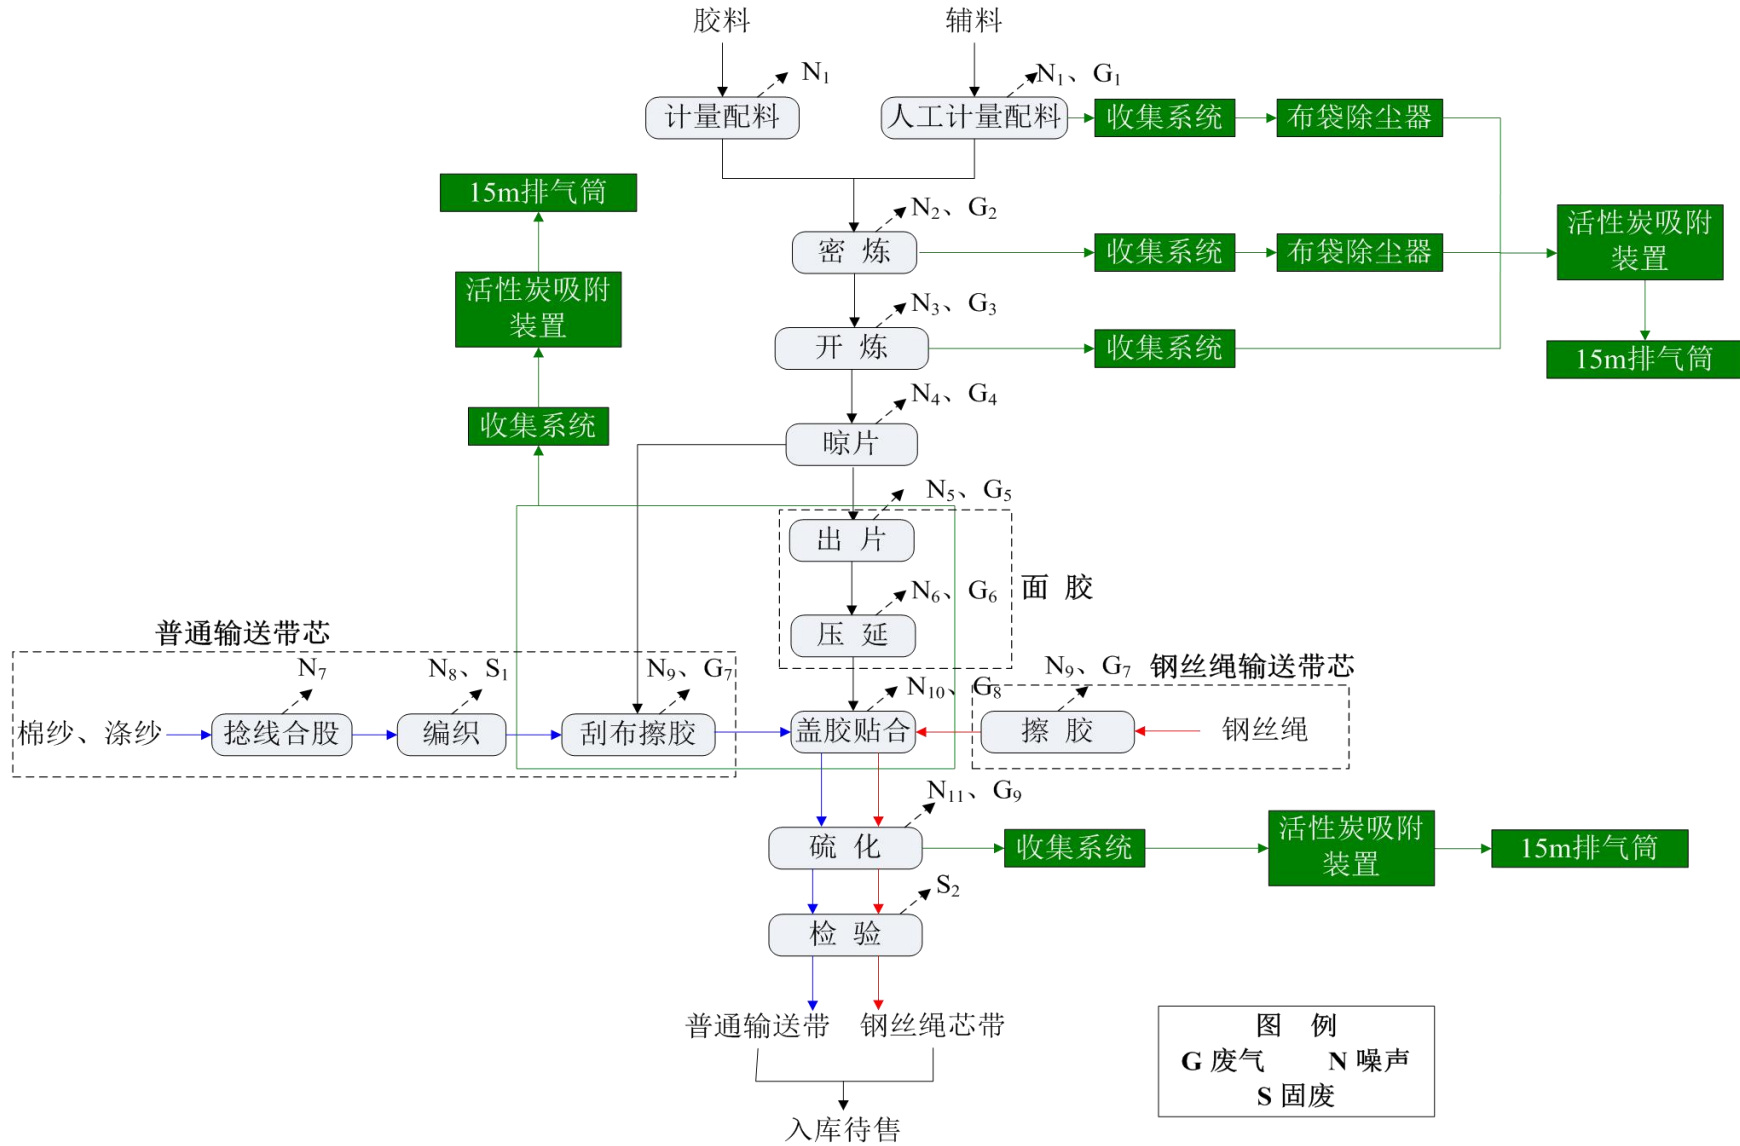 胶料
辅料
N₁
N₁、G₁
计量配料
人工计量配料
收集系统
布袋除尘器
15m排气筒
N₂、G₂
活性炭吸附
装置
密 炼
收集系统
布袋除尘器
活性炭吸附
装置
N₃、G₃
开 炼
收集系统
15m排气筒
N₄、G₄
收集系统
晾片
N₅、G₅
出 片
面 胶
N₆、G₆
压 延
普通输送带芯
N₇
N₈、S₁
N₉、G₇
N₁₀、G₈
N₉、G₇
钢丝绳输送带芯
棉纱、涤纱
捻线合股
编织
刮布擦胶
盖胶贴合
擦 胶
钢丝绳
N₁₁、G₉
硫 化
收集系统
活性炭吸附
装置
15m排气筒
S₂
检 验
普通输送带
钢丝绳芯带
入库待售
图 例
G 废气 N 噪声
S 固废